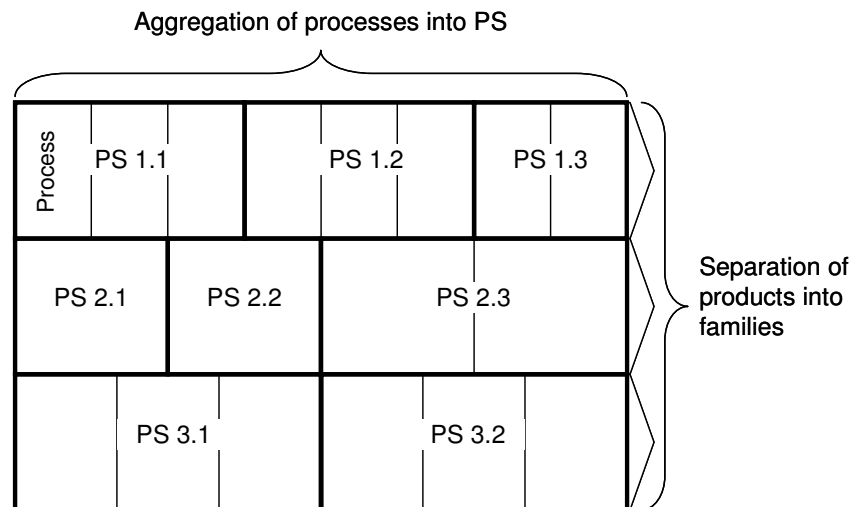 Aggregation of processes into PS
Process
PS 1.1
PS 1.2
PS 1.3
PS 2.1
PS 2.2
PS 2.3
Separation of
products into
families
PS 3.1
PS 3.2